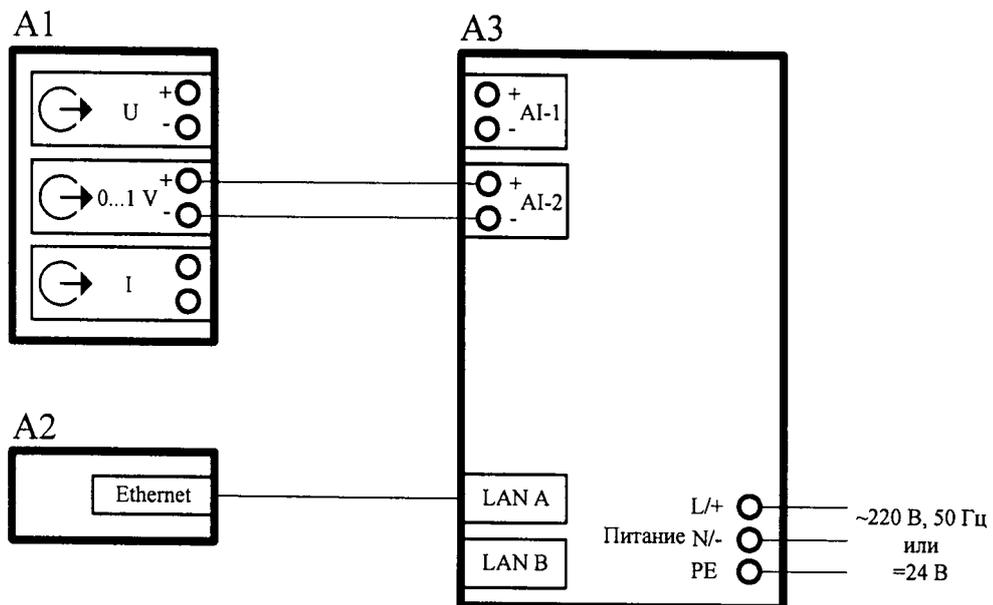 A1
+
U
-
+
0...1 V
-
I
A2
Ethernet
A3
+
AI-1
-
+
AI-2
-
LAN A
LAN B
L/+
Питание N/-
PE
~220 В, 50 Гц
или
=24 В